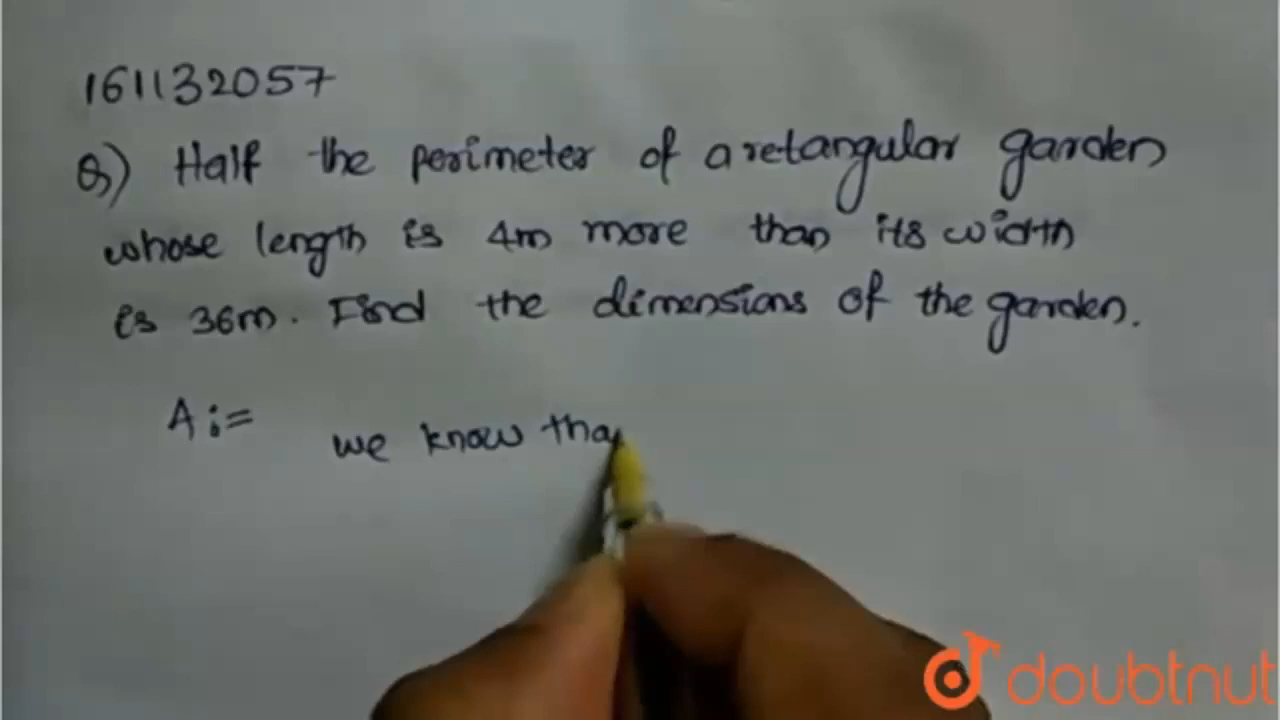 161132057
Q) Half the perimeter of a retangular garden
whose length is 4m more than its width
is 36m. Find the dimensions of the garden.
A:= we know tha
doubtnut